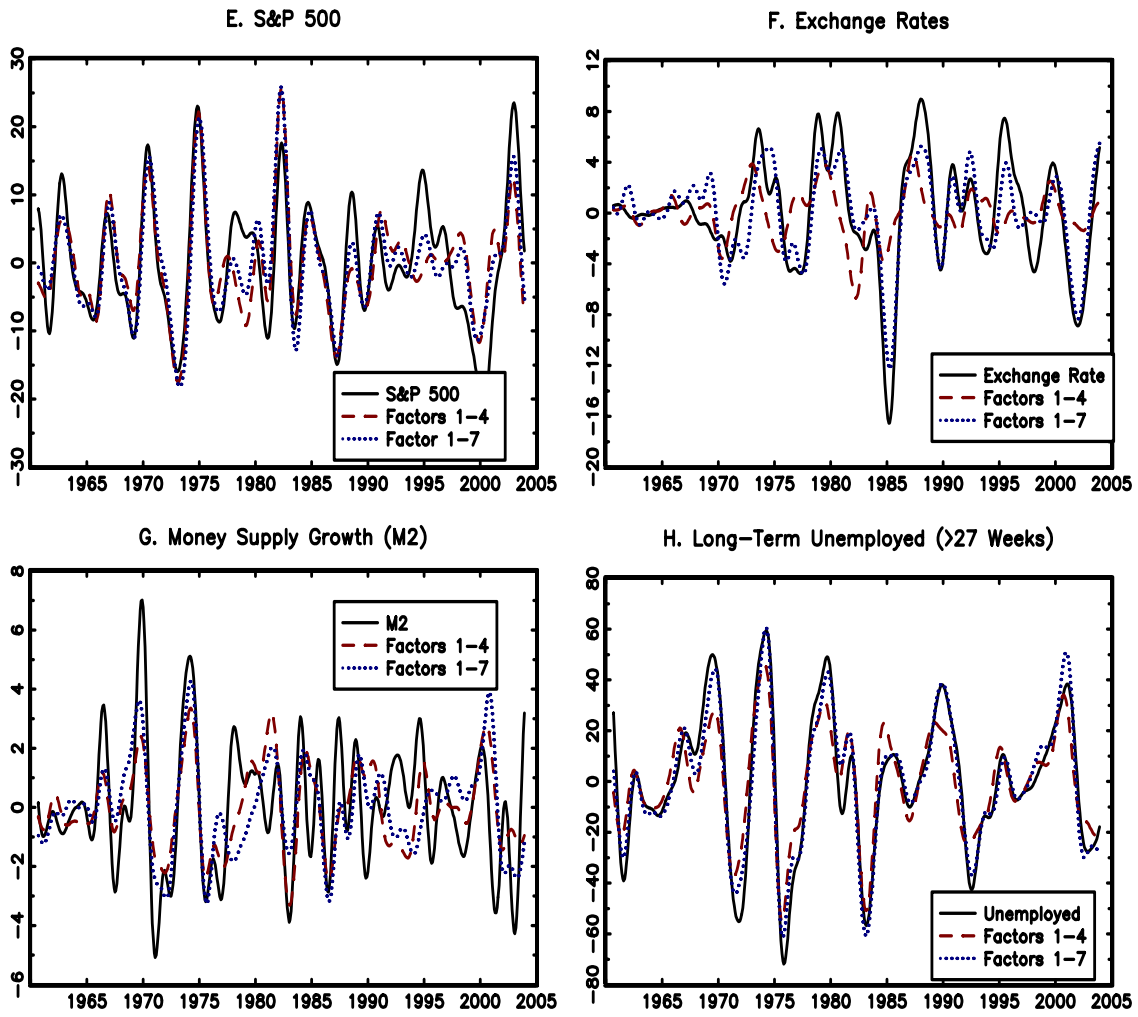 E. S&P 500
30
20
10
0
-10
-20
-30
S&P 500
Factors 1-4
Factor 1-7
1965 1970 1975 1980 1985 1990 1995 2000 2005
F. Exchange Rates
12
8
4
0
-4
-8
-12
-16
-20
Exchange Rate
Factors 1-4
Factors 1-7
1965 1970 1975 1980 1985 1990 1995 2000 2005
G. Money Supply Growth (M2)
8
6
4
2
0
-2
-4
-6
M2
Factors 1-4
Factors 1-7
1965 1970 1975 1980 1985 1990 1995 2000 2005
H. Long-Term Unemployed (>27 Weeks)
80
60
40
20
0
-20
-40
-60
-80
Unemployed
Factors 1-4
Factors 1-7
1965 1970 1975 1980 1985 1990 1995 2000 2005